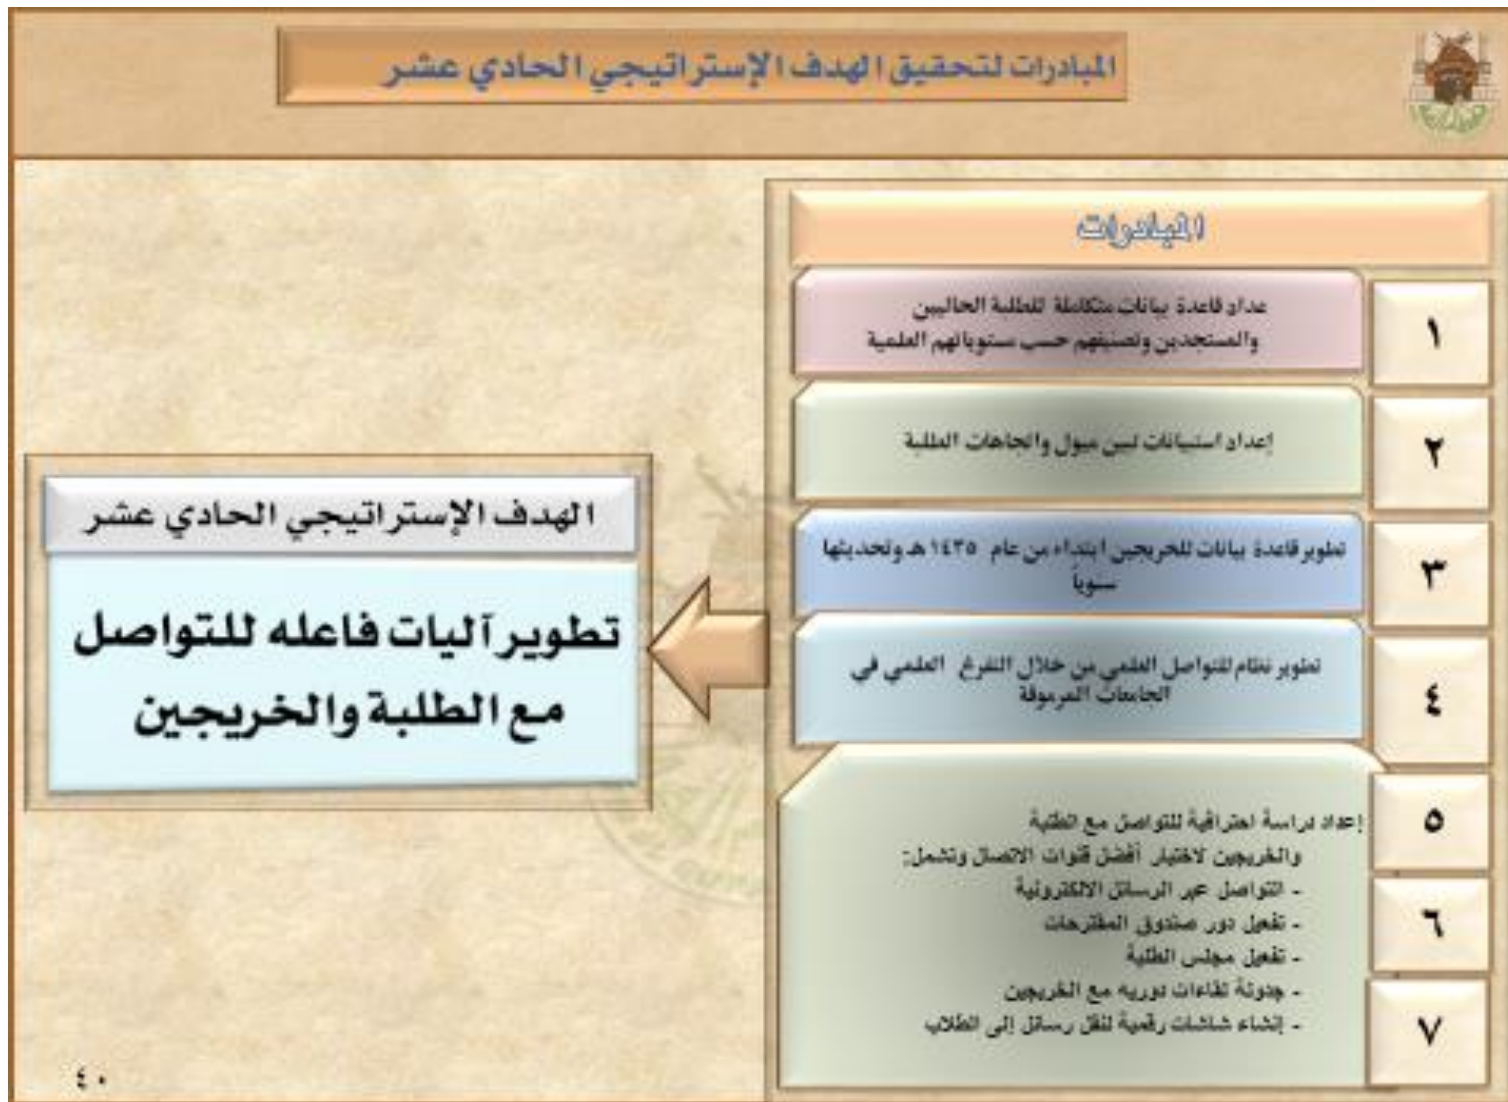 المبادرات لتحقيق الهدف الإستراتيجي الحادي عشر
المبادرات
١
عداد قاعدة بيانات متكاملة للطلبة الحاليين
والمستجدين وتصنيفهم حسب مستوياتهم العلمية
٢
إعداد استبيانات تبين ميول واتجاهات الطلبة
٣
تطوير قاعدة بيانات للخريجين ابتداء من عام ١٤٣٥ هـ وتحديثها
سنوياً
٤
تطوير نظام للتواصل العلمي من خلال التفرغ العلمي في
الجامعات المرموقة
٥
إعداد دراسة احترافية للتواصل مع الطلبة
والخريجين لاختيار أفضل قنوات الاتصال وتشمل:
- التواصل عبر الرسائل الالكترونية
٦
- تفعيل دور صندوق المقترحات
- تفعيل مجلس الطلبة
- جدولة لقاءات دوريه مع الخريجين
٧
- إنشاء شاشات رقمية لنقل رسائل إلى الطلاب
الهدف الإستراتيجي الحادي عشر
تطوير آليات فاعله للتواصل
مع الطلبة والخريجين
٤٠